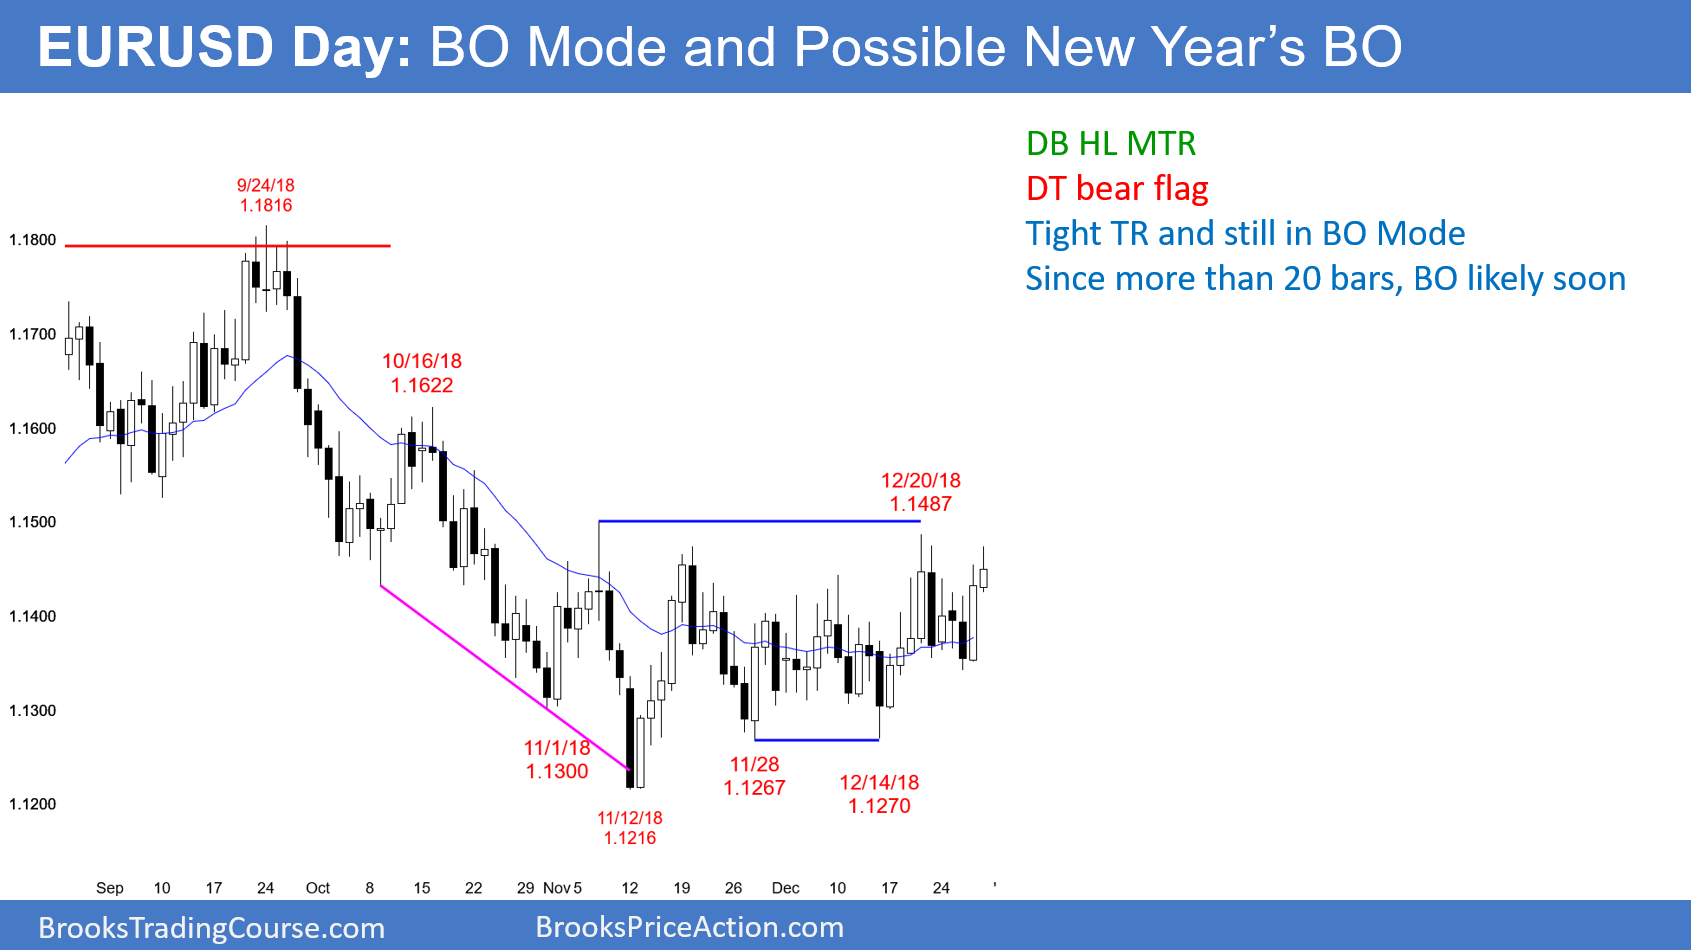 EURUSD Day: BO Mode and Possible New Year’s BO
DB HL MTR
DT bear flag
Tight TR and still in BO Mode
Since more than 20 bars, BO likely soon
9/24/18
1.1816
1.1800
1.1700
10/16/18
1.1622
1.1600
12/20/18
1.1487
1.1500
1.1400
1.1300
11/1/18
1.1300
11/28
1.1267
12/14/18
1.1270
1.1200
11/12/18
1.1216
Sep 10 17 24 Oct 8 15 22 29 Nov 5 12 19 26 Dec 10 17 24 '
BrooksTradingCourse.com
BrooksPriceAction.com